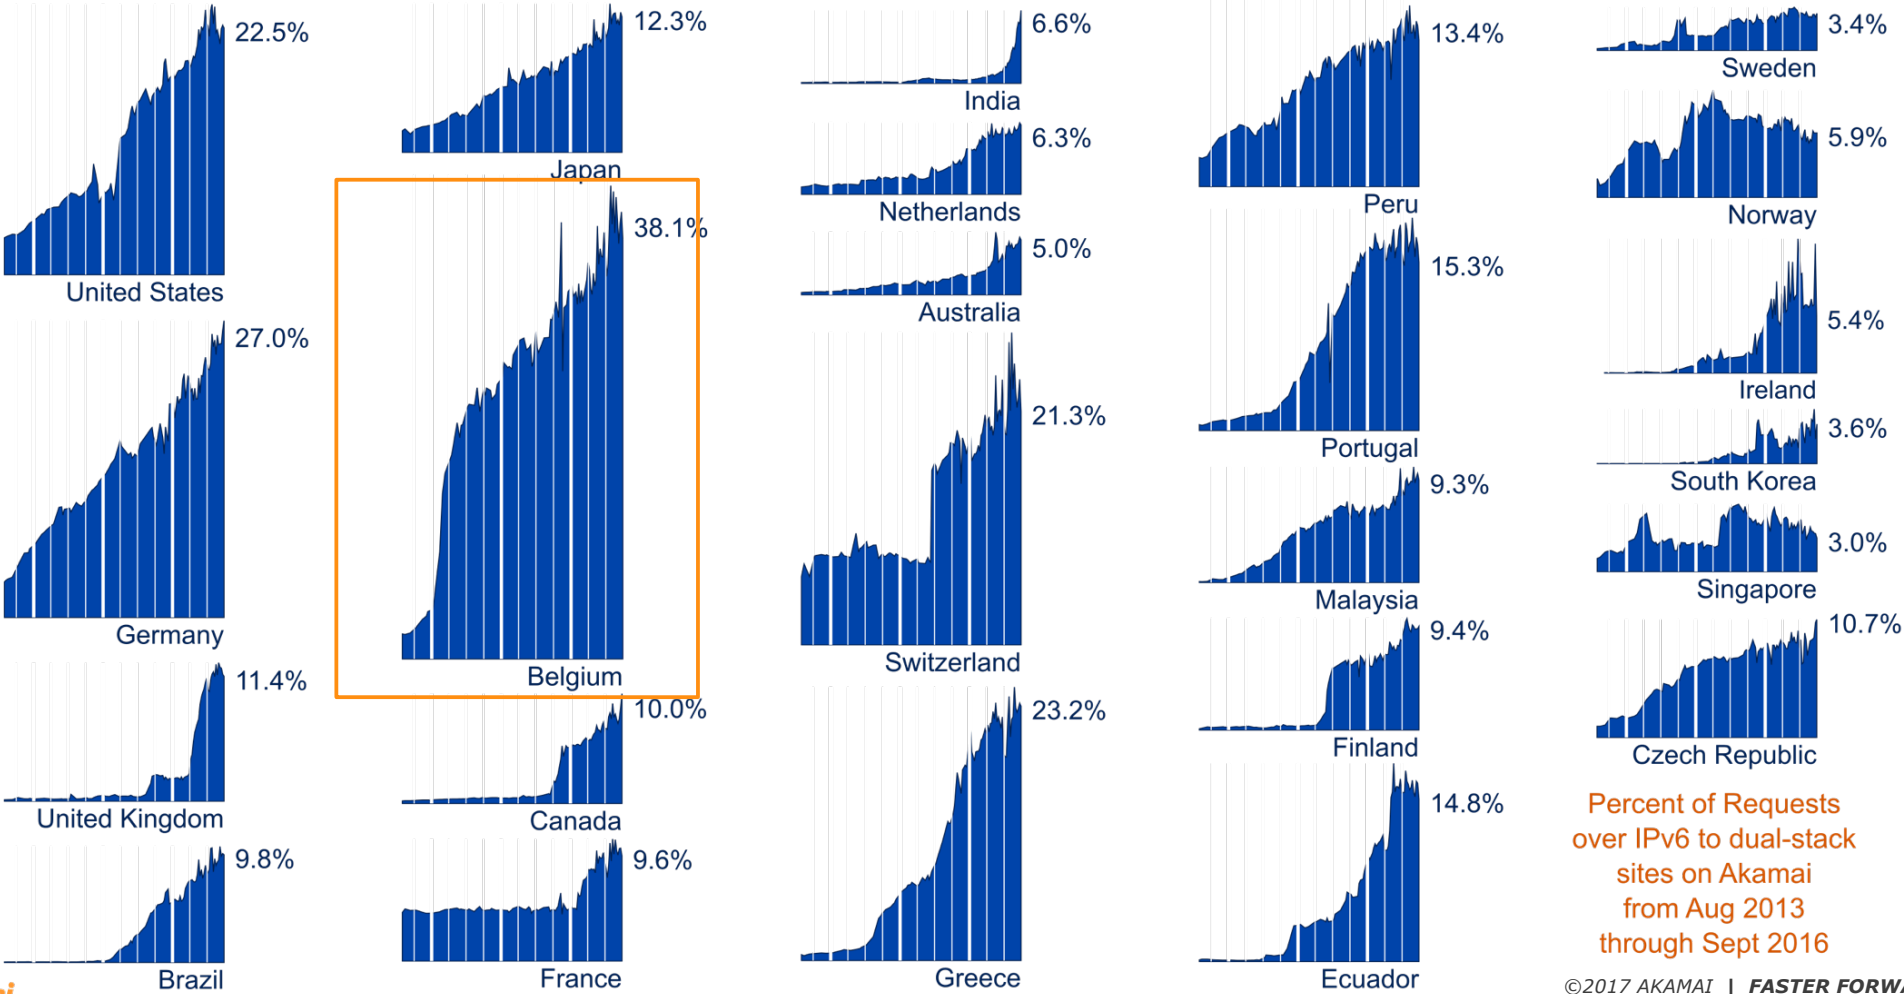 22.5%
United States
27.0%
Germany
11.4%
United Kingdom
9.8%
Brazil
12.3%
Japan
38.1%
Belgium
10.0%
Canada
9.6%
France
6.6%
India
6.3%
Netherlands
5.0%
Australia
21.3%
Switzerland
23.2%
Greece
13.4%
Peru
15.3%
Portugal
9.3%
Malaysia
9.4%
Finland
14.8%
Ecuador
3.4%
Sweden
5.9%
Norway
5.4%
Ireland
3.6%
South Korea
3.0%
Singapore
10.7%
Czech Republic
Percent of Requests
over IPv6 to dual-stack
sites on Akamai
from Aug 2013
through Sept 2016
©2017 AKAMAI | FASTER FORW